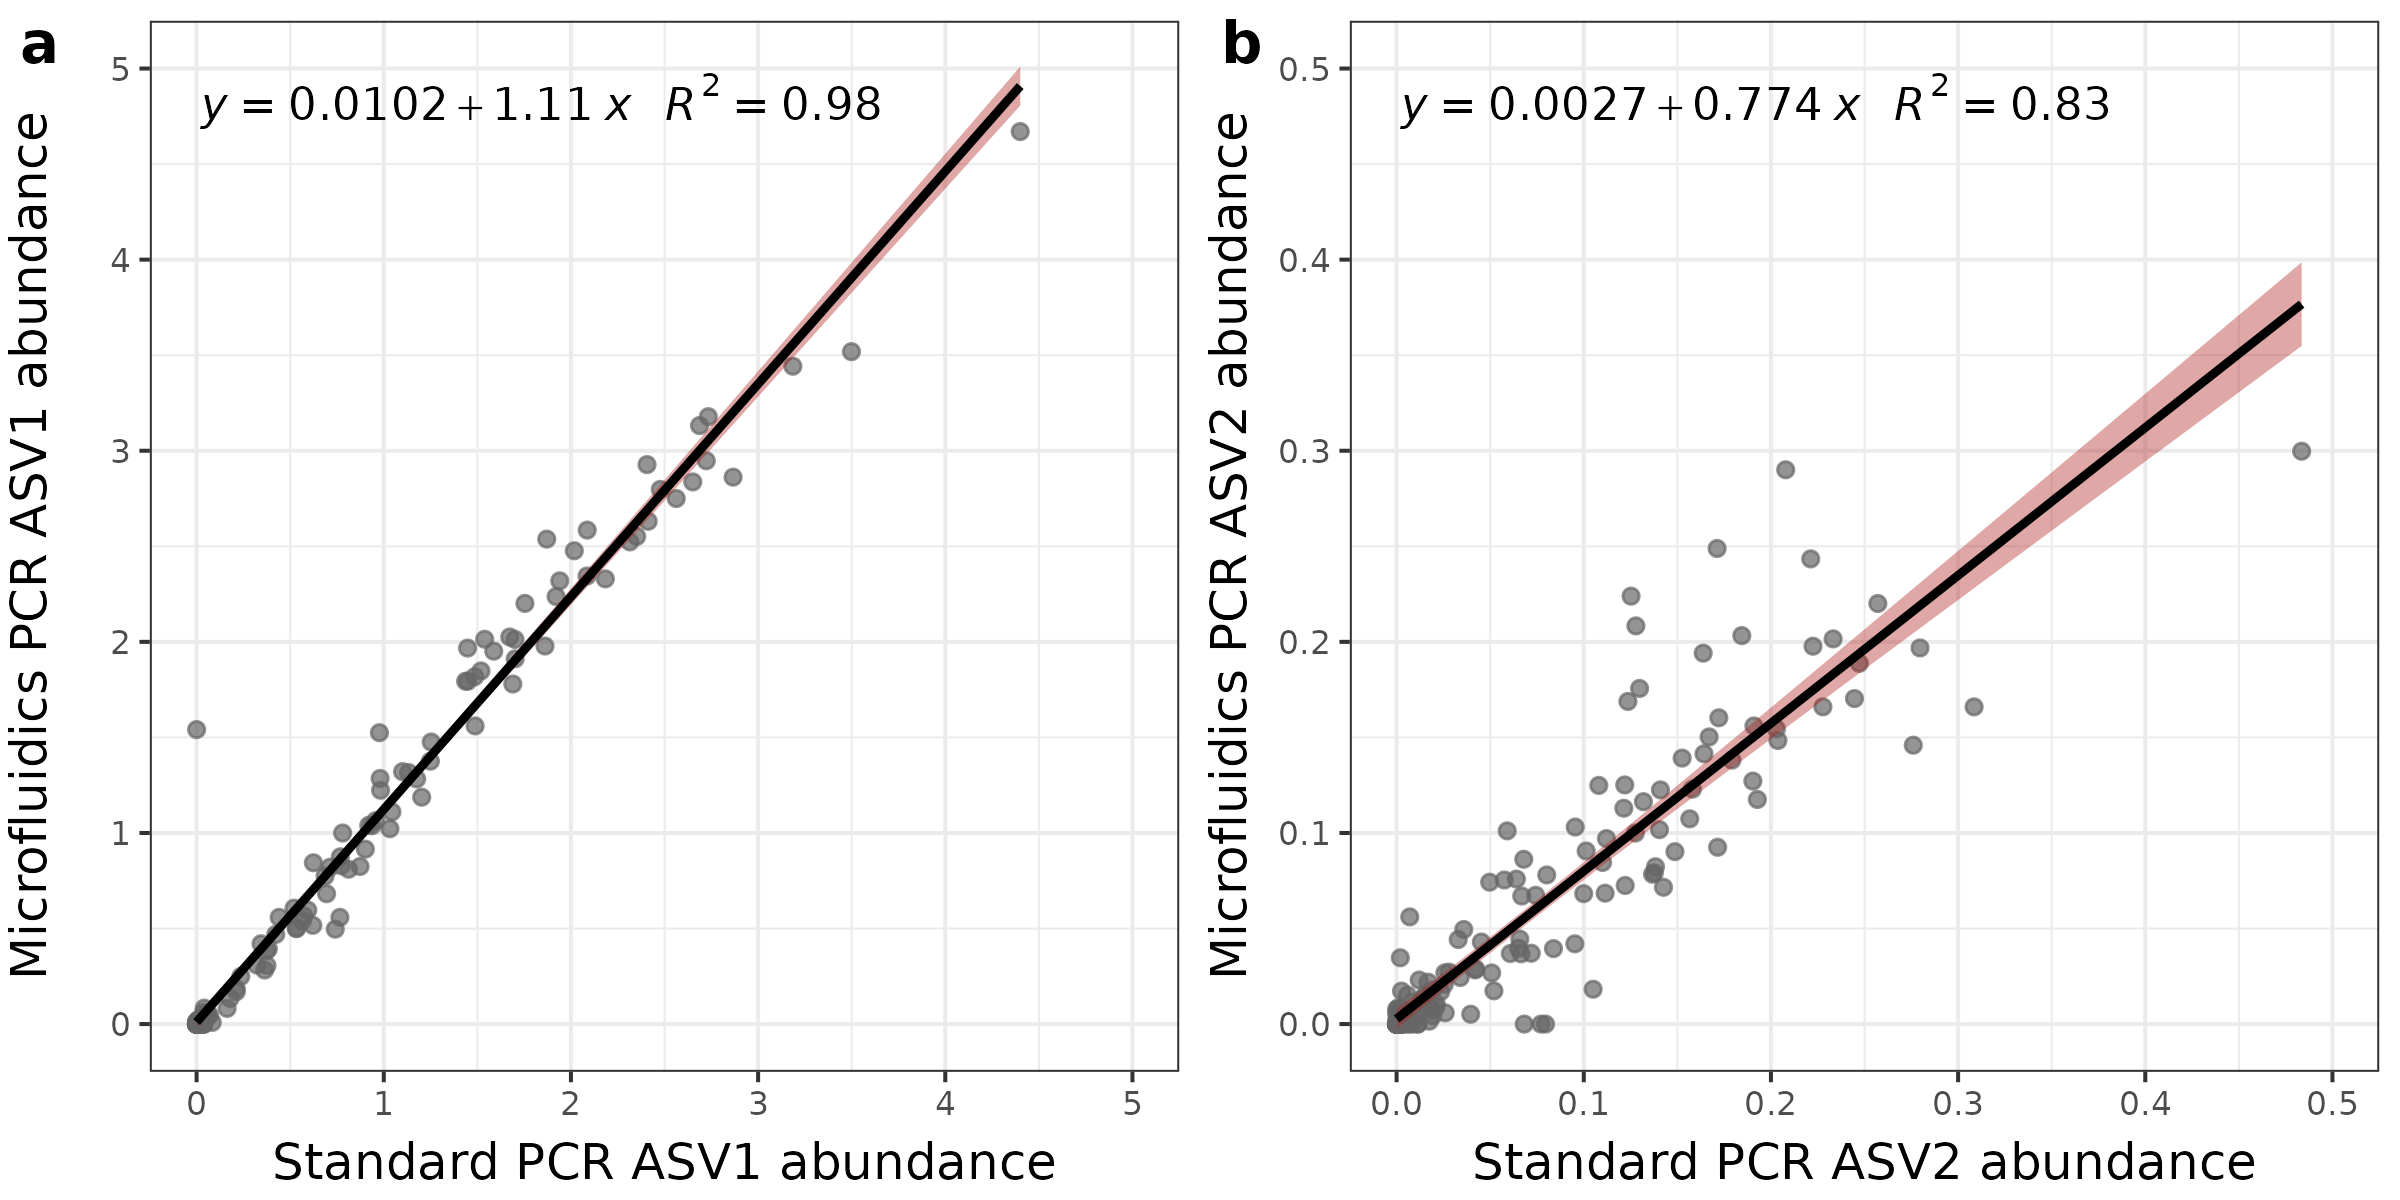 a
y = 0.0102+1.11 x R² = 0.98
Microfluidics PCR ASV1 abundance
5
4
3
2
1
0
0 1 2 3 4 5
Standard PCR ASV1 abundance
b
y = 0.0027+0.774 x R² = 0.83
Microfluidics PCR ASV2 abundance
0.5
0.4
0.3
0.2
0.1
0.0
0.0 0.1 0.2 0.3 0.4 0.5
Standard PCR ASV2 abundance